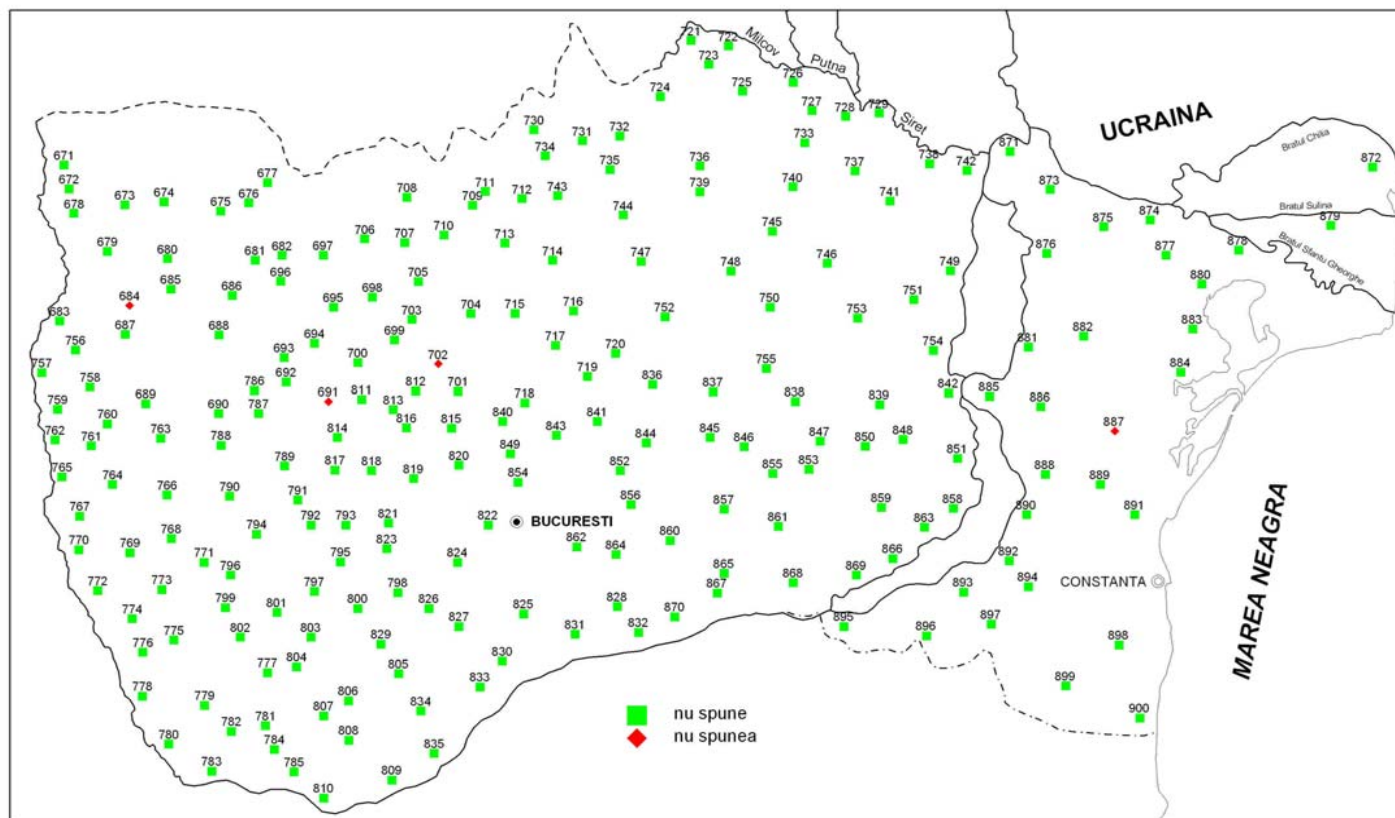 721 722
Milcov
723
Putna
724 725 726
727 728 729
Siret
730 731 732 733
UCRAINA
671 734 735 736 737 738 742 871
Bratul Chilia
872
672 677 708 711 712 743 739 740 741 873
678 673 674 675 676 709 744 875 874
Bratul Sulina
879
679 680 681 682 697 706 707 710 713 714 747 745 746 748 749 876 877 878
Bratul Sfantu Gheorghe
684 685 686 696 695 698 705 750 751 880
683 687 688 694 699 703 704 715 716 752 753 882 883
756 693 700 702 717 720 755 754 881
757 758 692 719 836 884
759 689 786 691 811 812 701 718 837 838 839 842 885 886
760 690 787 813 840 841
762 761 763 788 814 816 815 843 844 845 846 847 850 848 887
765 764 789 817 818 819 820 849 854 852 855 853 851 888 889
767 766 790 791 856 857 859 858 890 891
770 769 768 794 792 793 821 822
BUCURESTI
862 864 860 861 863
771 796 795 823 824 865 868 869 866 892
CONSTANTA
772 773 797 798 867 893 894
MAREA NEAGRA
774 799 801 800 826 825 828 870
776 775 802 803 829 827 831 832 895 896 897 898
777 804 805 830
778 779 806 833 899
782 781 807 834 900
nu spune
780 784 808 835
nu spunea
783 785 809
810